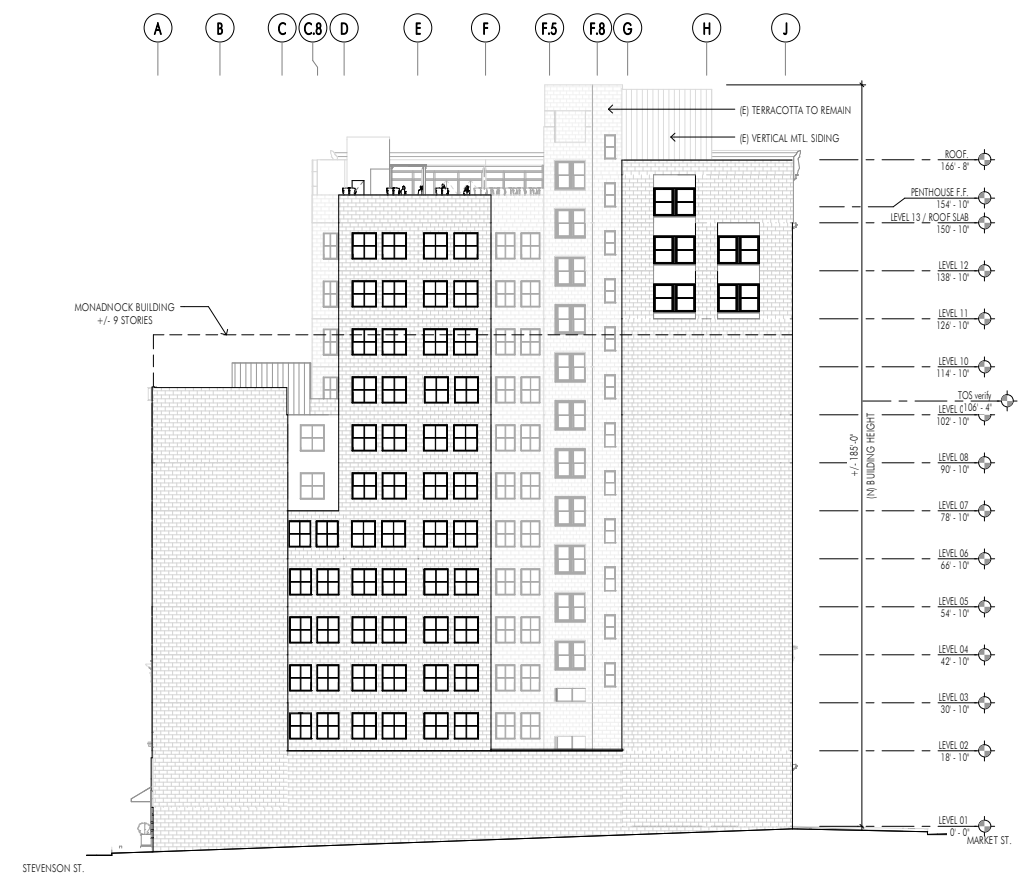 A B C C.8 D E F F.5 F.8 G H J
(E) TERRACOTTA TO REMAIN
(E) VERTICAL MTL. SIDING
ROOF.
166' - 8"
PENTHOUSE F.F.
154' - 10"
LEVEL 13 / ROOF SLAB
150' - 10"
LEVEL 12
138' - 10"
MONADNOCK BUILDING
+/- 9 STORIES
LEVEL 11
126' - 10"
LEVEL 10
114' - 10"
TOS verify
106' - 4"
LEVEL
102' - 10"
+/- 185'-0"
(N) BUILDING HEIGHT
LEVEL 08
90' - 10"
LEVEL 07
78' - 10"
LEVEL 06
66' - 10"
LEVEL 05
54' - 10"
LEVEL 04
42' - 10"
LEVEL 03
30' - 10"
LEVEL 02
18' - 10"
LEVEL 01
0' - 0"
MARKET ST.
STEVENSON ST.